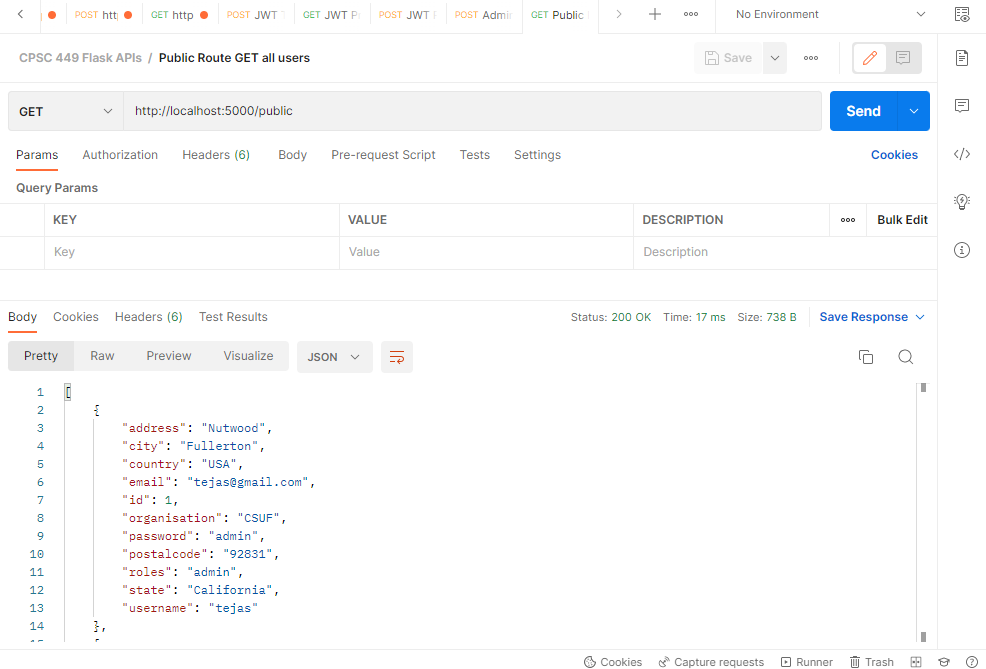 POST htt GET http POST JWT GET JWT P POST JWT POST Admi GET Public No Environment
CPSC 449 Flask APIs / Public Route GET all users Save
GET http://localhost:5000/public Send
Params Authorization Headers (6) Body Pre-request Script Tests Settings Cookies
Query Params
KEY VALUE DESCRIPTION Bulk Edit
Key Value Description
Body Cookies Headers (6) Test Results Status: 200 OK Time: 17 ms Size: 738 B Save Response
Pretty Raw Preview Visualize JSON
1 [
2 {
3 "address": "Nutwood",
4 "city": "Fullerton",
5 "country": "USA",
6 "email": "tejas@gmail.com",
7 "id": 1,
8 "organisation": "CSUF",
9 "password": "admin",
10 "postalcode": "92831",
11 "roles": "admin",
12 "state": "California",
13 "username": "tejas"
14 },
Cookies Capture requests Runner Trash